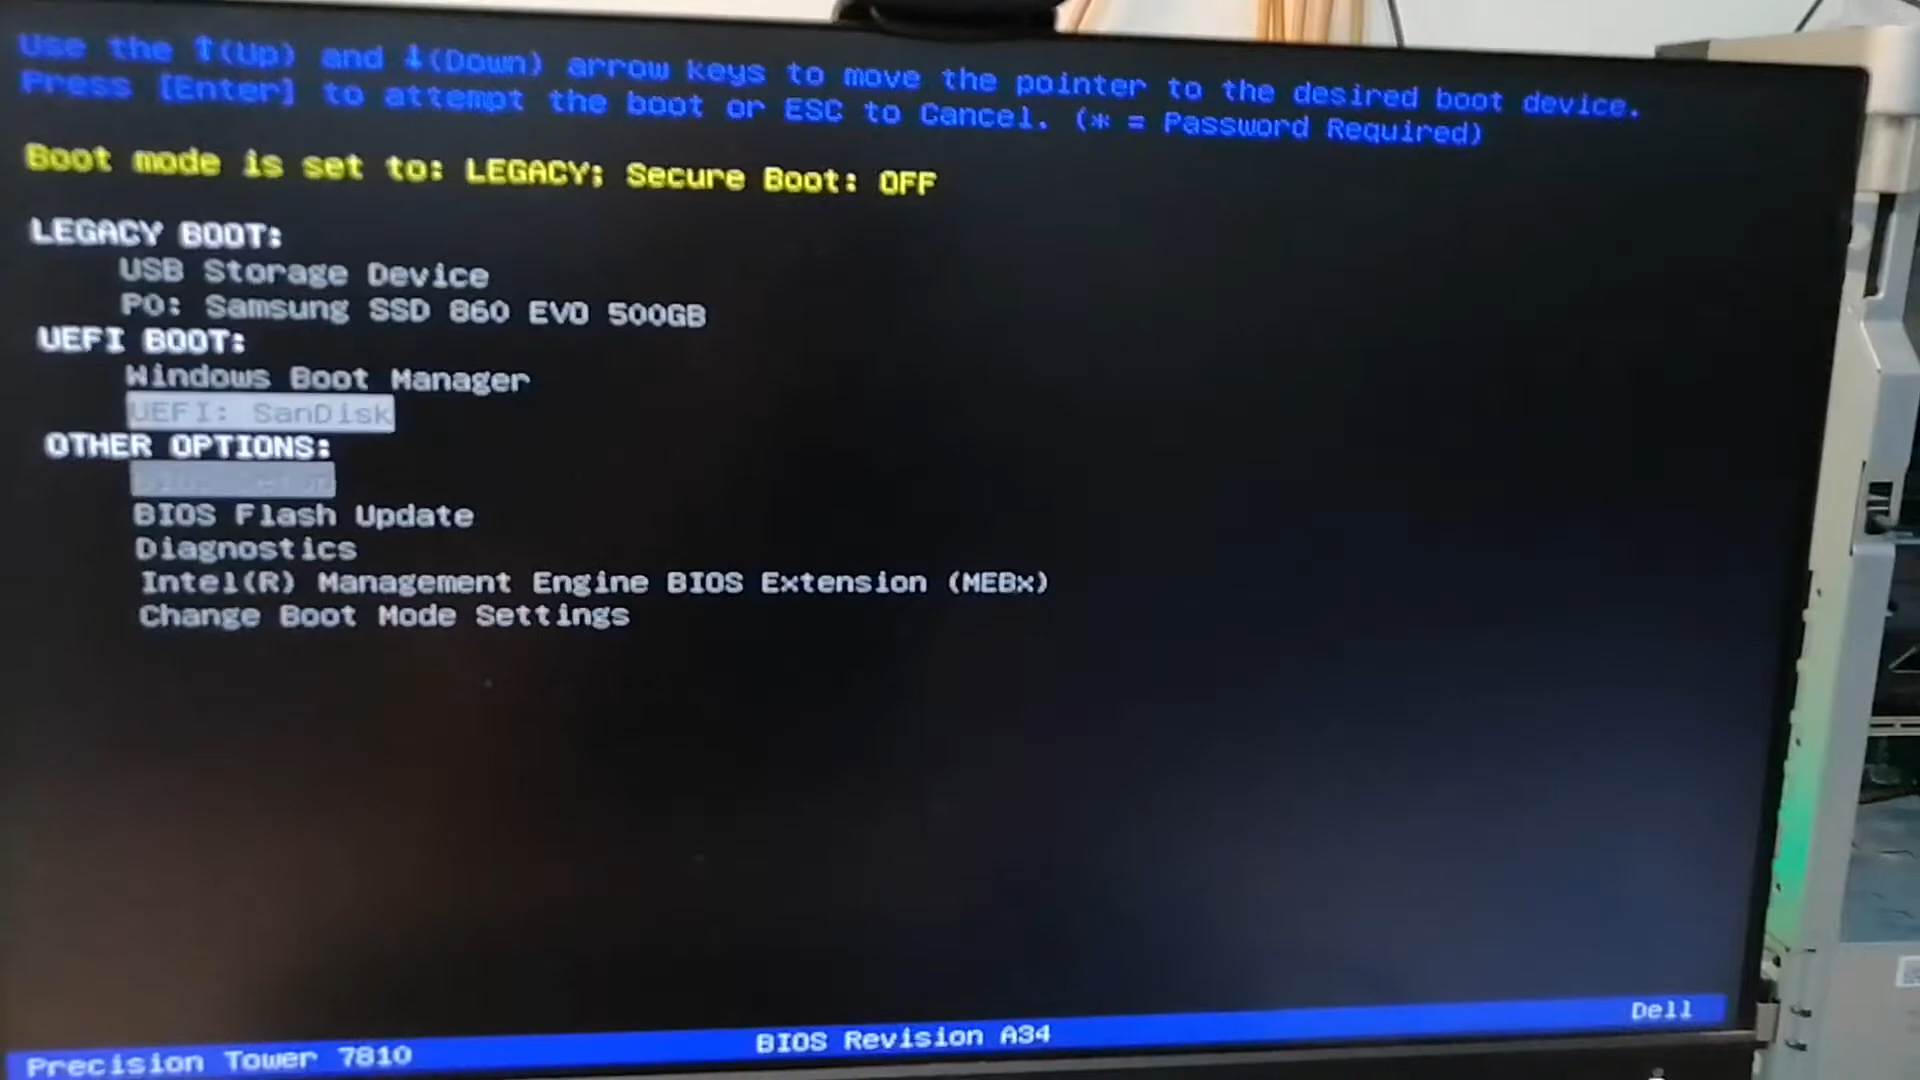 Use the ↑(Up) and ↓(Down) arrow keys to move the pointer to the desired boot device.
Press [Enter] to attempt the boot or ESC to Cancel. (* = Password Required)
Boot mode is set to: LEGACY; Secure Boot: OFF
LEGACY BOOT:
USB Storage Device
P0: Samsung SSD 860 EVO 500GB
UEFI BOOT:
Windows Boot Manager
UEFI: SanDisk
OTHER OPTIONS:
BIOS Flash Update
Diagnostics
Intel(R) Management Engine BIOS Extension (MEBx)
Change Boot Mode Settings
Precision Tower 7810 BIOS Revision A34 Dell